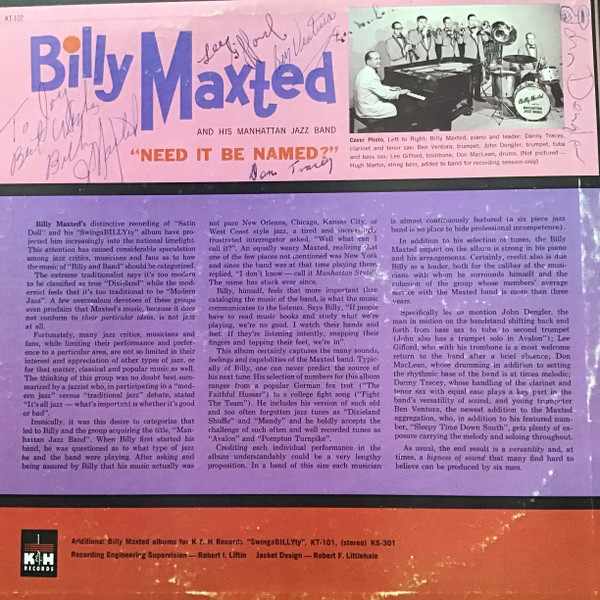 KT-102
Billy Maxted
AND HIS MANHATTAN JAZZ BAND
"NEED IT BE NAMED?"
Lee Gifford
Ben Ventura
Dan Tracey
John Dengler
To Joy
Best
Billy Maxted
Billy
Maxted
Cover Photo, Left to Right: Billy Maxted, piano and leader; Danny Tracey,
clarinet and tenor sax; Ben Ventura, trumpet, John Dengler, trumpet, tuba
and bass sax; Lee Gifford, trombone; Don MacLean, drums. (Not pictured —
Hugh Martin, string bass, added to band for recording session only)
Billy Maxted's distinctive recording of "Satin
Doll" and his "SwingaBILLYty" album have pro-
jected him increasingly into the national limelight.
This attention has caused considerable speculation
among jazz critics, musicians and fans as to how
the music of "Billy and Band" should be categorized.
The extreme traditionalist says it's too modern
to be classified as true "Dixieland" while the mod-
ernist feels that it's too traditional to be "Modern
Jazz". A few overzealous devotees of these groups
even proclaim that Maxted's music, because it does
not conform to their particular ideas, is not jazz
at all.
Fortunately, many jazz critics, musicians and
fans, while limiting their performance and prefer-
ence to a particular area, are not so limited in their
interest and appreciation of other types of jazz, or
for that matter, classical and popular music as well.
The thinking of this group was no doubt best sum-
marized by a jazzist who, in participating in a "mod-
ern jazz" versus "traditional jazz" debate, stated
"It's all jazz — what's important is whether it's good
or bad".
Ironically, it was this desire to categorize that
led to Billy and the group acquiring the title, "Man-
hattan Jazz Band". When Billy first started his
band, he was questioned as to what type of jazz
he and the band were playing. After asking and
being assured by Billy that his music actually was
not pure New Orleans, Chicago, Kansas City, or
West Coast style jazz, a tired and increasingly
frustrated interrogator asked, "Well what can I
call it?". An equally weary Maxted, realizing that
one of the few places not mentioned was New York
and since the band was at that time playing there,
replied, "I don't know — call it Manhattan Style".
The name has stuck ever since.
Billy, himself, feels that more important than
cataloging the music of the band, is what the music
communicates to the listener. Says Billy, "If people
have to read music books and study what we're
playing, we're no good. I watch their hands and
feet. If they're listening intently, snapping their
fingers and tapping their feet, we're in".
This album certainly captures the many sounds,
feelings and capabilities of the Maxted band. Typic-
ally of Billy, one can never predict the source of
his next tune. His selection of numbers for this album
ranges from a popular German fox trot ("The
Faithful Hussar") to a college fight song ("Fight
The Team"). He includes his version of such old
and too often forgotten jazz tunes as "Dixieland
Shuffle" and "Mandy" and he boldly accepts the
challenge of such often and well recorded tunes
as "Avalon" and "Pompton Turnpike".
Crediting each individual performance in the
album understandably could be a very lengthy
proposition. In a band of this size each musician
is almost continuously featured (a six piece jazz
band is no place to hide professional incompetence).
In addition to his selection of tunes, the Billy
Maxted impact on the album is strong in his piano
and his arrangements. Certainly, credit also is due
Billy as a leader, both for the caliber of the musi-
cians with whom he surrounds himself and the
cohesion of the group whose members' average
service with the Maxted band is more than three
years.
Specifically let us mention John Dengler, the
man in motion on the bandstand shifting back and
forth from bass sax to tuba to second trumpet
(John also has a trumpet solo in Avalon"); Lee
Gifford, who with his trombone is a most welcome
return to the band after a brief absence; Don
MacLean, whose drumming in addition to setting
the rhythmic base of the band is at times melodic;
Danny Tracey, whose handling of the clarinet and
tenor sax with equal ease plays a key part in the
band's versatility of sound; and young trumpeter
Ben Ventura, the newest addition to the Maxted
aggregation, who, in addition to his featured num-
ber, "Sleepy Time Down South", gets plenty of ex-
posure carrying the melody and soloing throughout.
As usual, the end result is a versatility and, at
times, a bigness of sound that many find hard to
believe can be produced by six men.
K&H
RECORDS
Additional Billy Maxted albums for K & H Records "SwingaBILLYty", KT-101, (stereo) KS-301
Recording Engineering Supervision — Robert I. Liftin Jacket Design — Robert F. Littlehale